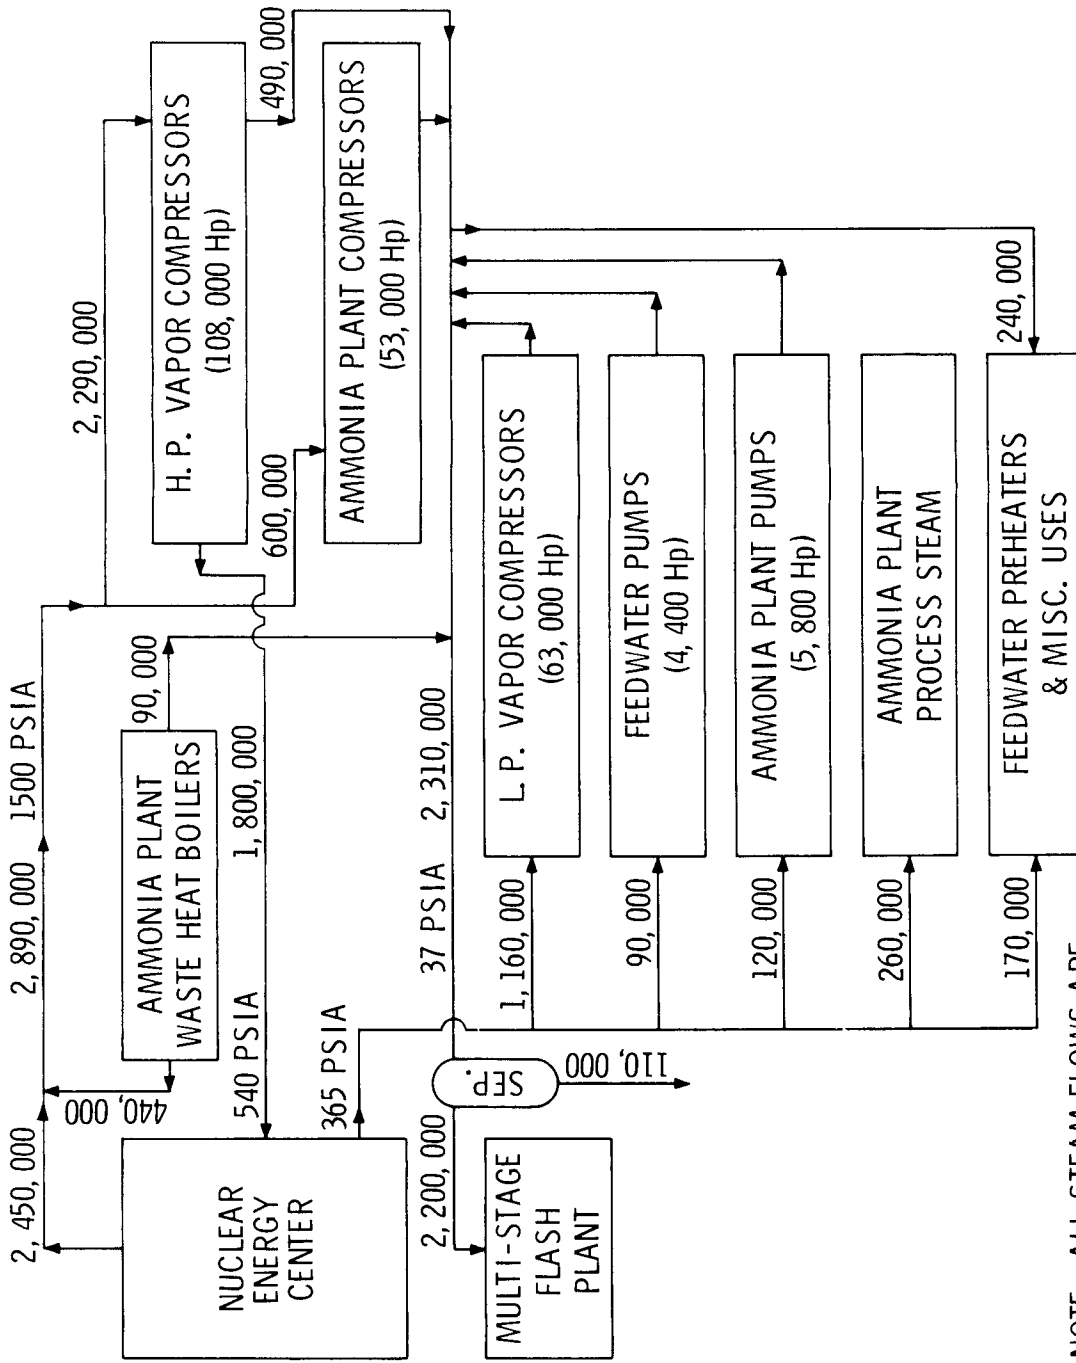 2, 450, 000
2, 890, 000
1500 PSIA
2, 290, 000
440, 000
90, 000
AMMONIA PLANT
WASTE HEAT BOILERS
H. P. VAPOR COMPRESSORS
(108, 000 Hp)
490, 000
NUCLEAR
ENERGY
CENTER
540 PSIA
1, 800, 000
600, 000
AMMONIA PLANT COMPRESSORS
(53, 000 Hp)
365 PSIA
2, 200, 000
SEP.
110, 000
37 PSIA
2, 310, 000
MULTI-STAGE
FLASH
PLANT
1, 160, 000
L. P. VAPOR COMPRESSORS
(63, 000 Hp)
90, 000
FEEDWATER PUMPS
(4, 400 Hp)
120, 000
AMMONIA PLANT PUMPS
(5, 800 Hp)
260, 000
AMMONIA PLANT
PROCESS STEAM
170, 000
FEEDWATER PREHEATERS
& MISC. USES
240, 000
NOTE ALL STEAM FLOWS ARE